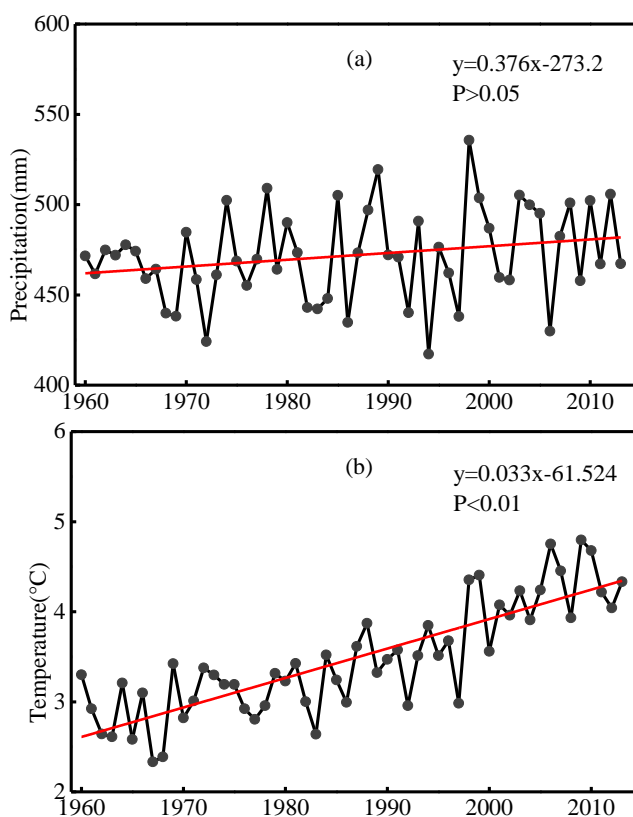 600
(a)
y=0.376x-273.2
P>0.05
550
500
Precipitation(mm)
450
400
1960 1970 1980 1990 2000 2010
6
(b)
y=0.033x-61.524
P<0.01
5
4
Temperature(°C)
3
2
1960 1970 1980 1990 2000 2010